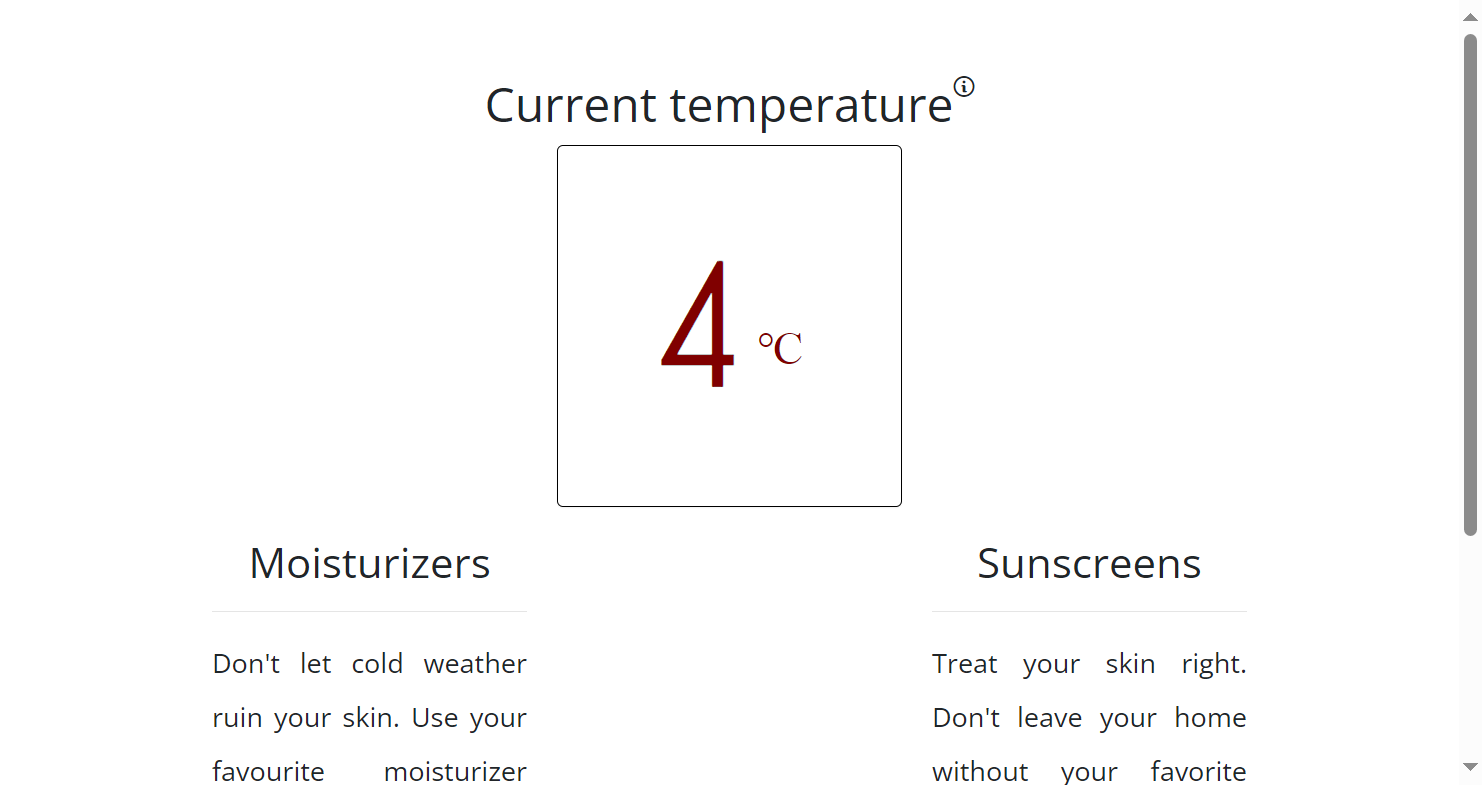 Current temperature
4 ℃
Moisturizers
Don't let cold weather
ruin your skin. Use your
favourite moisturizer
Sunscreens
Treat your skin right.
Don't leave your home
without your favorite